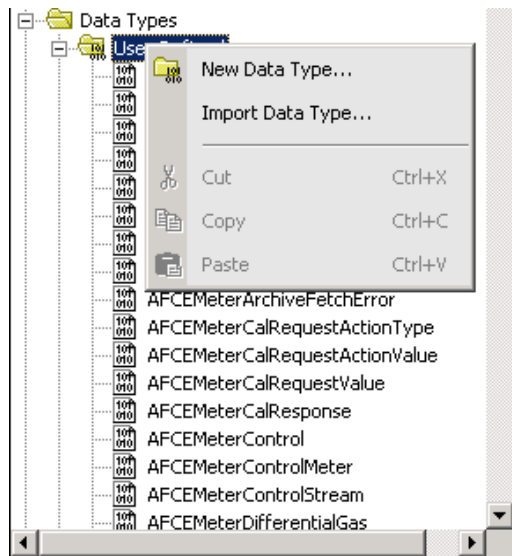 Data Types
New Data Type...
Import Data Type...
Cut Ctrl+X
Copy Ctrl+C
Paste Ctrl+V
AFCEMeterArchiveFetchError
AFCEMeterCalRequestActionType
AFCEMeterCalRequestActionValue
AFCEMeterCalRequestValue
AFCEMeterCalResponse
AFCEMeterControl
AFCEMeterControlMeter
AFCEMeterControlStream
AFCEMeterDifferentialGas